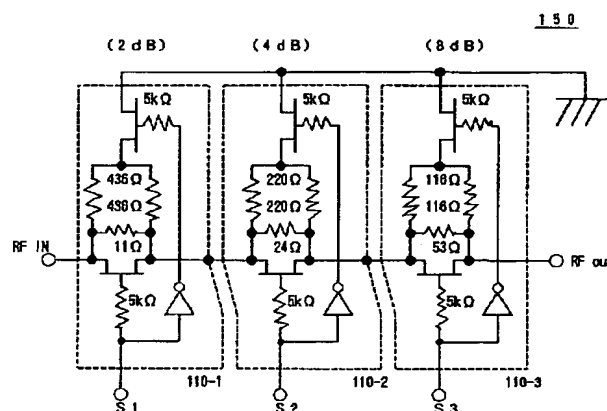 150
(2dB) (4dB) (8dB)
5kΩ 5kΩ 5kΩ
436Ω 220Ω 116Ω
436Ω 220Ω 116Ω
11Ω 24Ω 53Ω
RF IN RF out
5kΩ 5kΩ 5kΩ
110-1 110-2 110-3
S1 S2 S3